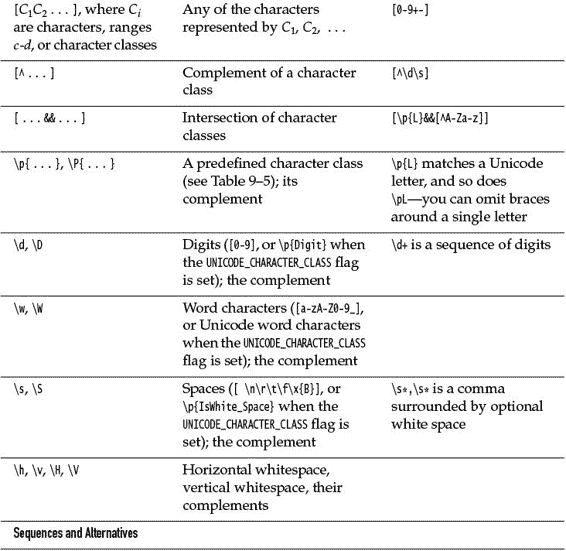 [C1C2 . . . ], where Ci Any of the characters [0-9+-]
are characters, ranges represented by C1, C2, . . .
c-d, or character classes
[^ . . . ] Complement of a character [^\d\s]
class
[ . . . && . . . ] Intersection of character [\p{L}&&[^A-Za-z]]
classes
\p{ . . . }, \P{ . . . } A predefined character class \p{L} matches a Unicode
(see Table 9–5); its letter, and so does
complement \pL—you can omit braces
around a single letter
\d, \D Digits ([0-9], or \p{Digit} when \d+ is a sequence of digits
the UNICODE_CHARACTER_CLASS flag
is set); the complement
\w, \W Word characters ([a-zA-Z0-9_],
or Unicode word characters
when the UNICODE_CHARACTER_CLASS
flag is set); the complement
\s, \S Spaces ([ \n\r\t\f\x{B}], or \s*,\s* is a comma
\p{IsWhite_Space} when the surrounded by optional
UNICODE_CHARACTER_CLASS flag is white space
set); the complement
\h, \v, \H, \V Horizontal whitespace,
vertical whitespace, their
complements
Sequences and Alternatives